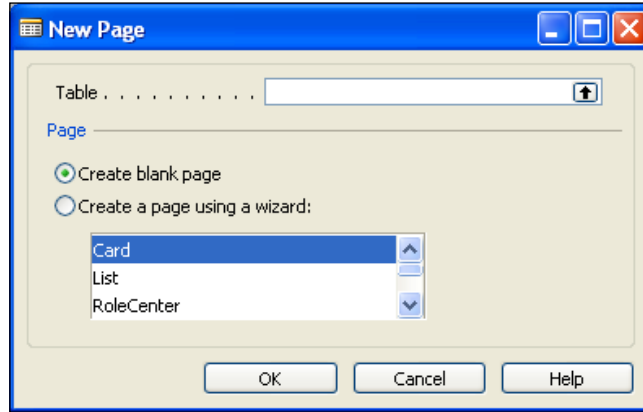 New Page
Table . . . . . . . . . .
Page
Create blank page
Create a page using a wizard:
Card
List
RoleCenter
OK Cancel Help